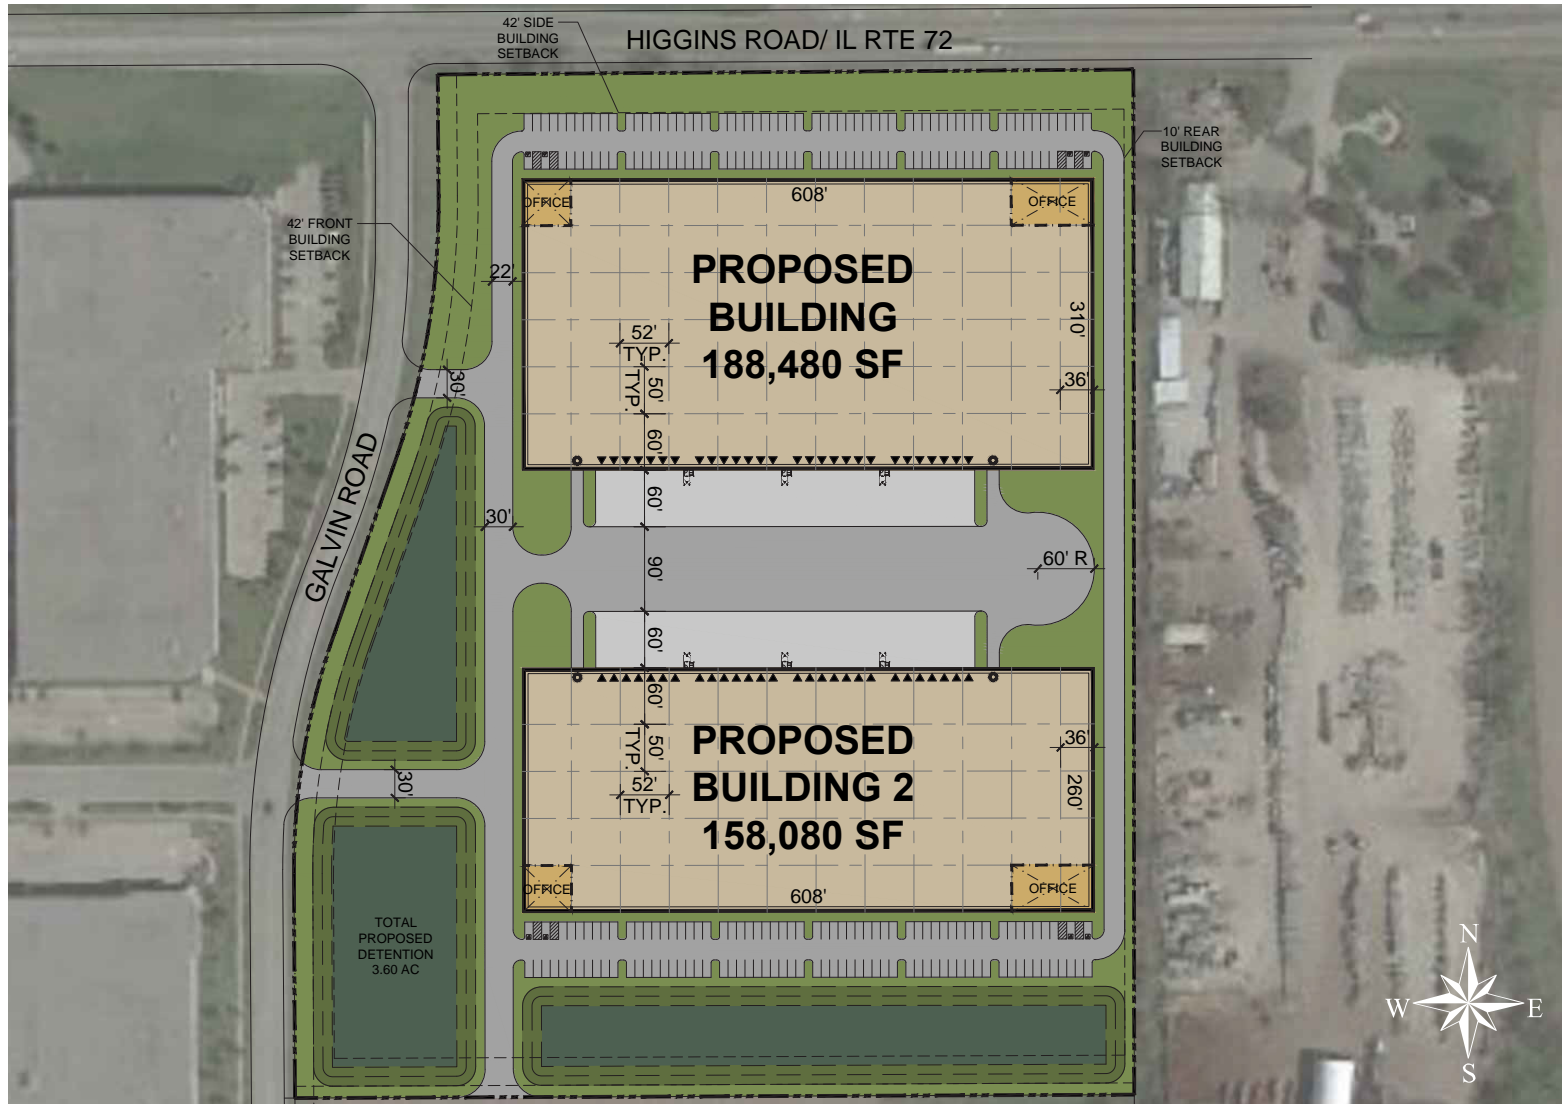 42' SIDE
BUILDING
SETBACK
HIGGINS ROAD/ IL RTE 72
10' REAR
BUILDING
SETBACK
OFFICE
608'
OFFICE
42' FRONT
BUILDING
SETBACK
22'
PROPOSED
BUILDING
188,480 SF
310'
52'
TYP.
50'
TYP.
36'
30'
60'
GALVIN ROAD
60'
30'
90'
60' R
60'
60'
PROPOSED
BUILDING 2
158,080 SF
50'
TYP.
52'
TYP.
36'
260'
30'
OFFICE
608'
OFFICE
TOTAL
PROPOSED
DETENTION
3.60 AC
N
W
E
S